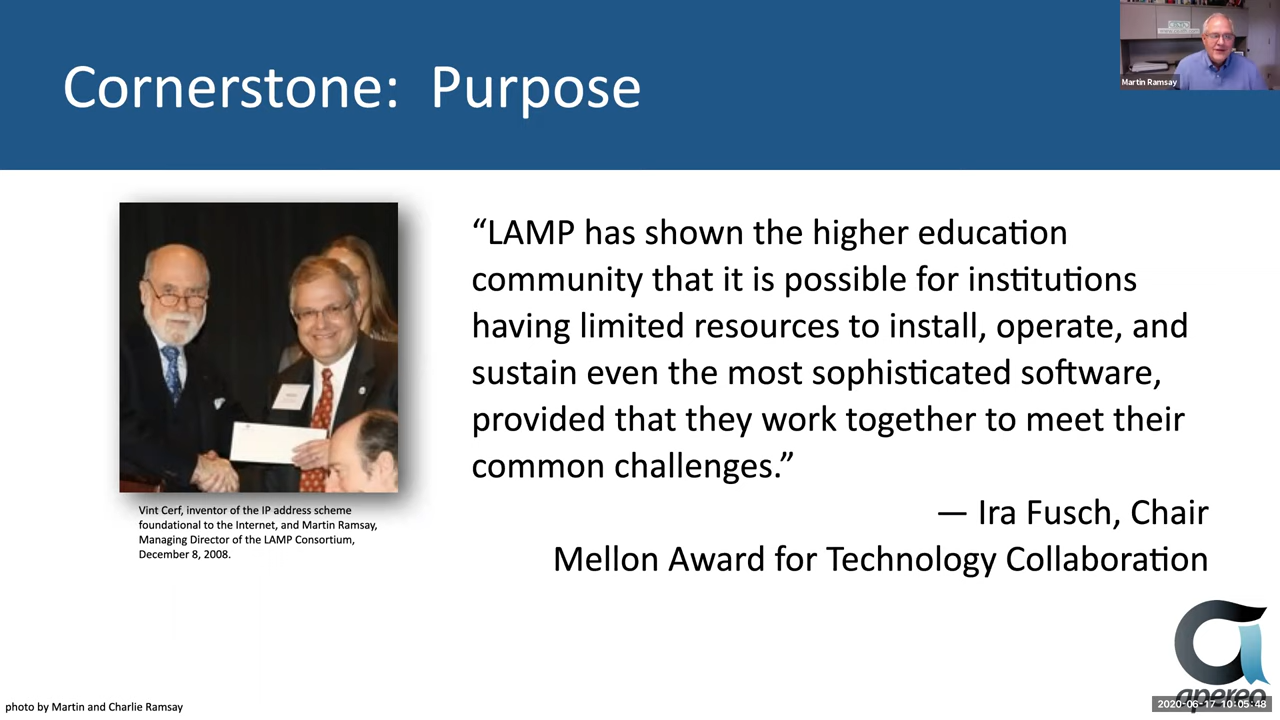 Cornerstone: Purpose
Martin Ramsay
“LAMP has shown the higher education
community that it is possible for institutions
having limited resources to install, operate, and
sustain even the most sophisticated software,
provided that they work together to meet their
common challenges.”
— Ira Fusch, Chair
Mellon Award for Technology Collaboration
Vint Cerf, inventor of the IP address scheme
foundational to the Internet, and Martin Ramsay,
Managing Director of the LAMP Consortium,
December 8, 2008.
apereo
2020-06-17 10:05:48
photo by Martin and Charlie Ramsay